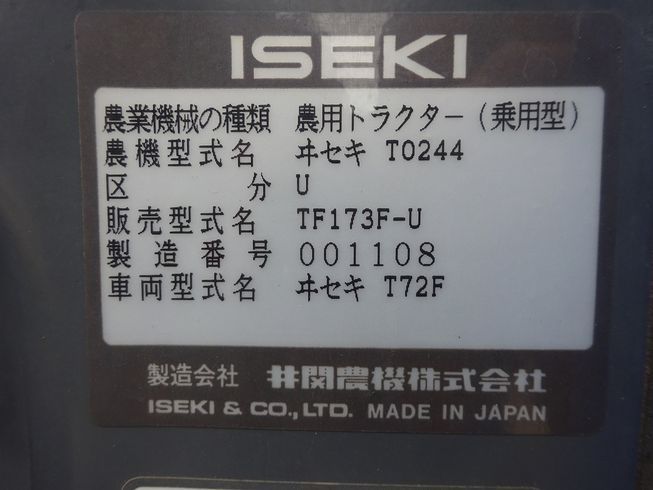 ISEKI
農業機械の種類 農用トラクター(乗用型)
農機型式名 ヰセキ T0244
区分 U
販売型式名 TF173F-U
製造番号 001108
車両型式名 ヰセキ T72F
製造会社 井関農機株式会社
ISEKI & CO.,LTD. MADE IN JAPAN